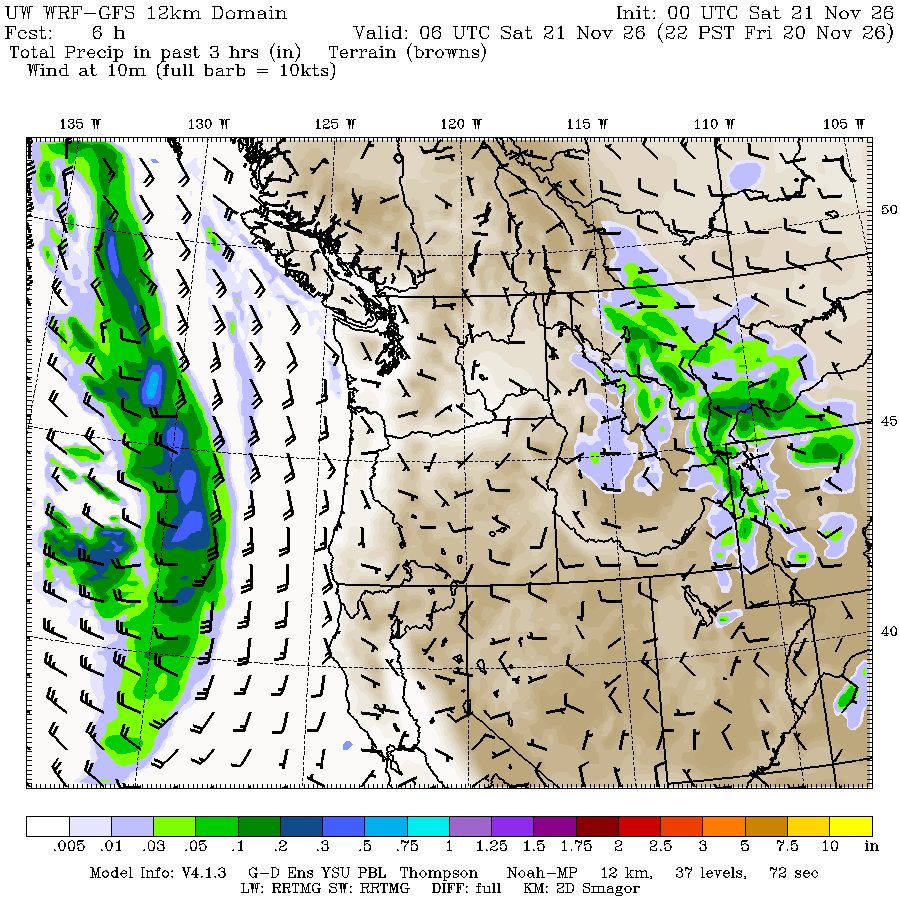 UW WRF-GFS 12km Domain Init: 00 UTC Sat 21 Nov 26
Fcst: 6 h Valid: 06 UTC Sat 21 Nov 26 (22 PST Fri 20 Nov 26)
Total Precip in past 3 hrs (in) Terrain (browns)
Wind at 10m (full barb = 10kts)
135 W 130 W 125 W 120 W 115 W 110 W 105 W
50
45
40
.005 .01 .03 .05 .1 .2 .3 .5 .75 1 1.25 1.5 1.75 2 2.5 3 5 7.5 10 in
Model Info: V4.1.3 G-D Ens YSU PBL Thompson Noah-MP 12 km, 37 levels, 72 sec
LW: RRTMG SW: RRTMG DIFF: full KM: 2D Smagor